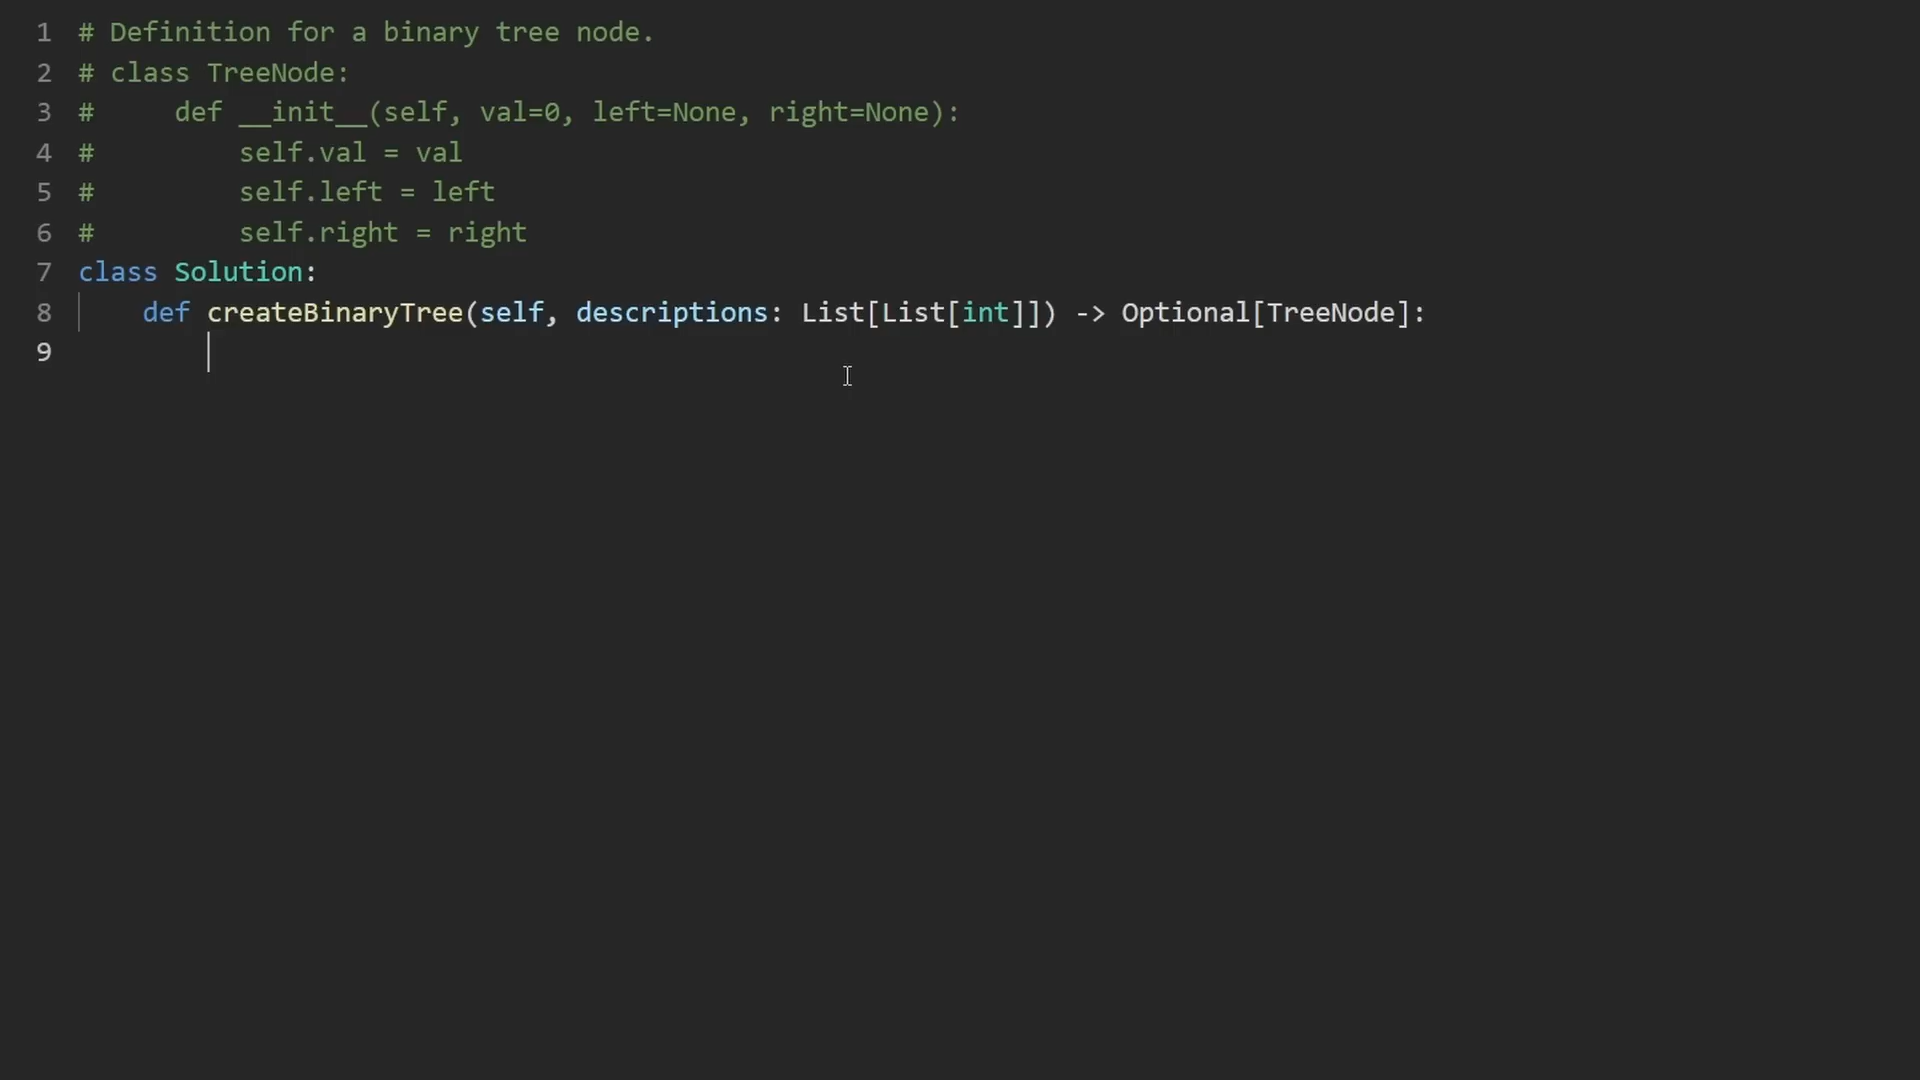 1 # Definition for a binary tree node.
2 # class TreeNode:
3 #     def __init__(self, val=0, left=None, right=None):
4 #         self.val = val
5 #         self.left = left
6 #         self.right = right
7 class Solution:
8     def createBinaryTree(self, descriptions: List[List[int]]) -> Optional[TreeNode]:
9